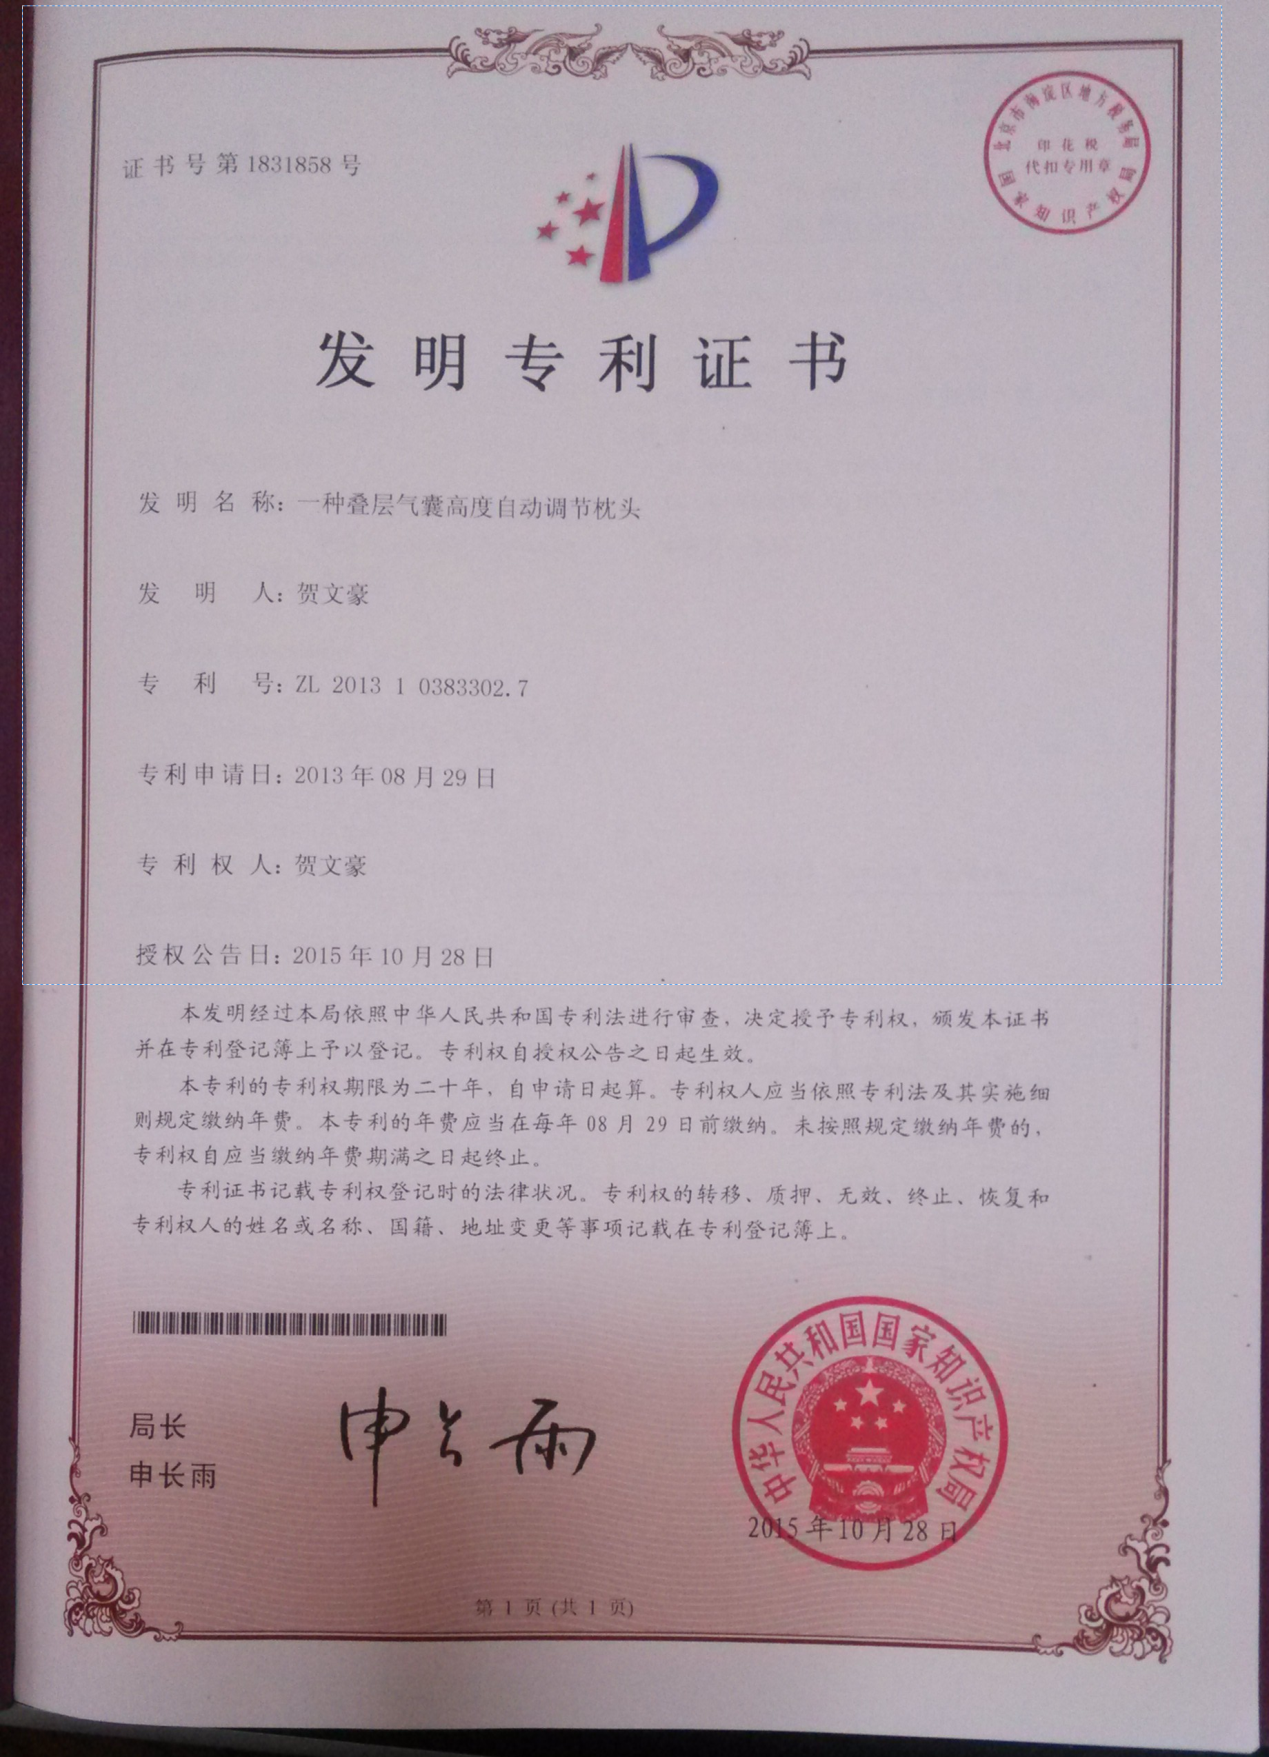 证书号第1831858号
北京市海淀区地方税务局
印花税
代扣专用章
国家知识产权局
发明专利证书
发明名称：一种叠层气囊高度自动调节枕头
发明人：贺文豪
专利号：ZL 2013 1 0383302.7
专利申请日：2013年08月29日
专利权人：贺文豪
授权公告日：2015年10月28日
本发明经过本局依照中华人民共和国专利法进行审查，决定授予专利权，颁发本证书
并在专利登记簿上予以登记。专利权自授权公告之日起生效。
本专利的专利权期限为二十年，自申请日起算。专利权人应当依照专利法及其实施细
则规定缴纳年费。本专利的年费应当在每年08月29日前缴纳。未按照规定缴纳年费的，
专利权自应当缴纳年费期满之日起终止。
专利证书记载专利权登记时的法律状况。专利权的转移、质押、无效、终止、恢复和
专利权人的姓名或名称、国籍、地址变更等事项记载在专利登记簿上。
局长
申长雨
申长雨
中华人民共和国国家知识产权局
2015年10月28日
第1页(共1页)